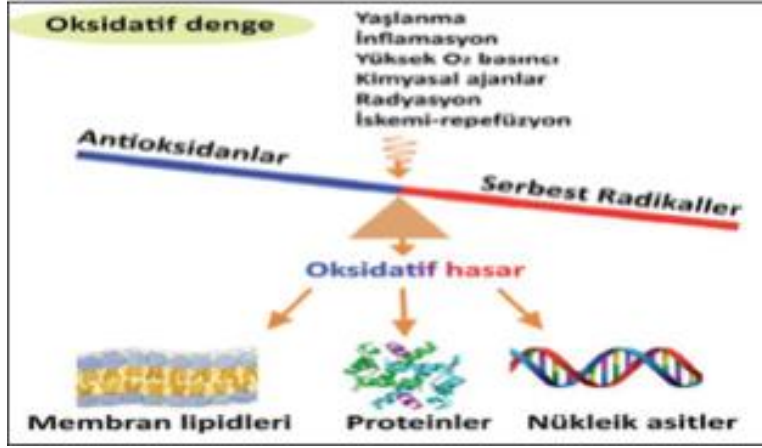 Oksidatif denge
Yaşlanma
İnflamasyon
Yüksek O₂ basıncı
Kimyasal ajanlar
Radyasyon
İskemi-repefüzyon
Antioksidanlar
Serbest Radikaller
Oksidatif hasar
Membran lipidleri
Proteinler
Nükleik asitler